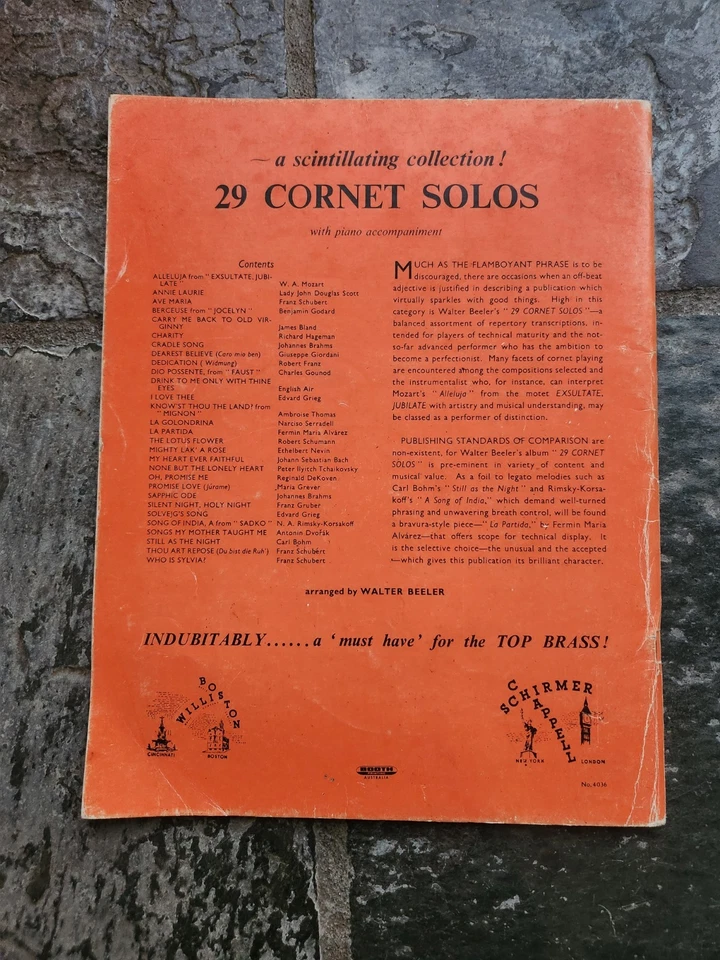 — a scintillating collection!
29 CORNET SOLOS
with piano accompaniment
Contents
ALLELUJA from "EXSULTATE, JUBI-
LATE" W. A. Mozart
ANNIE LAURIE Lady John Douglas Scott
AVE MARIA Franz Schubert
BERCEUSE from "JOCELYN" Benjamin Godard
CARRY ME BACK TO OLD VIR-
GINNY James Bland
CHARITY Richard Hageman
CRADLE SONG Johannes Brahms
DEAREST BELIEVE (Caro mio ben) Giuseppe Giordani
DEDICATION (Widmung) Robert Franz
DIO POSSENTE, from "FAUST" Charles Gounod
DRINK TO ME ONLY WITH THINE
EYES English Air
I LOVE THEE Edvard Grieg
KNOW'ST THOU THE LAND? from
"MIGNON" Ambroise Thomas
LA GOLONDRINA Narciso Serradell
LA PARTIDA Fermin Maria Alvárez
THE LOTUS FLOWER Robert Schumann
MIGHTY LAK' A ROSE Ethelbert Nevin
MY HEART EVER FAITHFUL Johann Sebastian Bach
NONE BUT THE LONELY HEART Peter Ilyitch Tchaikovsky
OH, PROMISE ME Reginald DeKoven
PROMISE LOVE (Júrame) Maria Grever
SAPPHIC ODE Johannes Brahms
SILENT NIGHT, HOLY NIGHT Franz Gruber
SOLVEJG'S SONG Edvard Grieg
SONG OF INDIA, A from "SADKO" N. A. Rimsky-Korsakoff
SONGS MY MOTHER TAUGHT ME Antonin Dvořák
STILL AS THE NIGHT Carl Bohm
THOU ART REPOSE (Du bist die Ruh') Franz Schubert
WHO IS SYLVIA? Franz Schubert
MUCH AS THE FLAMBOYANT PHRASE is to be
discouraged, there are occasions when an off-beat
adjective is justified in describing a publication which
virtually sparkles with good things. High in this
category is Walter Beeler's "29 CORNET SOLOS"—a
balanced assortment of repertory transcriptions, in-
tended for players of technical maturity and the not-
so-far advanced performer who has the ambition to
become a perfectionist. Many facets of cornet playing
are encountered among the compositions selected and
the instrumentalist who, for instance, can interpret
Mozart's "Alleluja" from the motet EXSULTATE,
JUBILATE with artistry and musical understanding, may
be classed as a performer of distinction.
PUBLISHING STANDARDS OF COMPARISON are
non-existent, for Walter Beeler's album "29 CORNET
SOLOS" is pre-eminent in variety of content and
musical value. As a foil to legato melodies such as
Carl Bohm's "Still as the Night" and Rimsky-Korsa-
koff's "A Song of India," which demand well-turned
phrasing and unwavering breath control, will be found
a bravura-style piece—"La Partida," by Fermin Maria
Alvárez—that offers scope for technical display. It
is the selective choice—the unusual and the accepted
—which gives this publication its brilliant character.
arranged by WALTER BEELER
INDUBITABLY......a 'must have' for the TOP BRASS!
BOSTON
WILLIS
CINCINNATI
BOSTON
SCHIRMER
CHAPPELL
NEW YORK
LONDON
BOOTH
AUSTRALIA
No. 4036